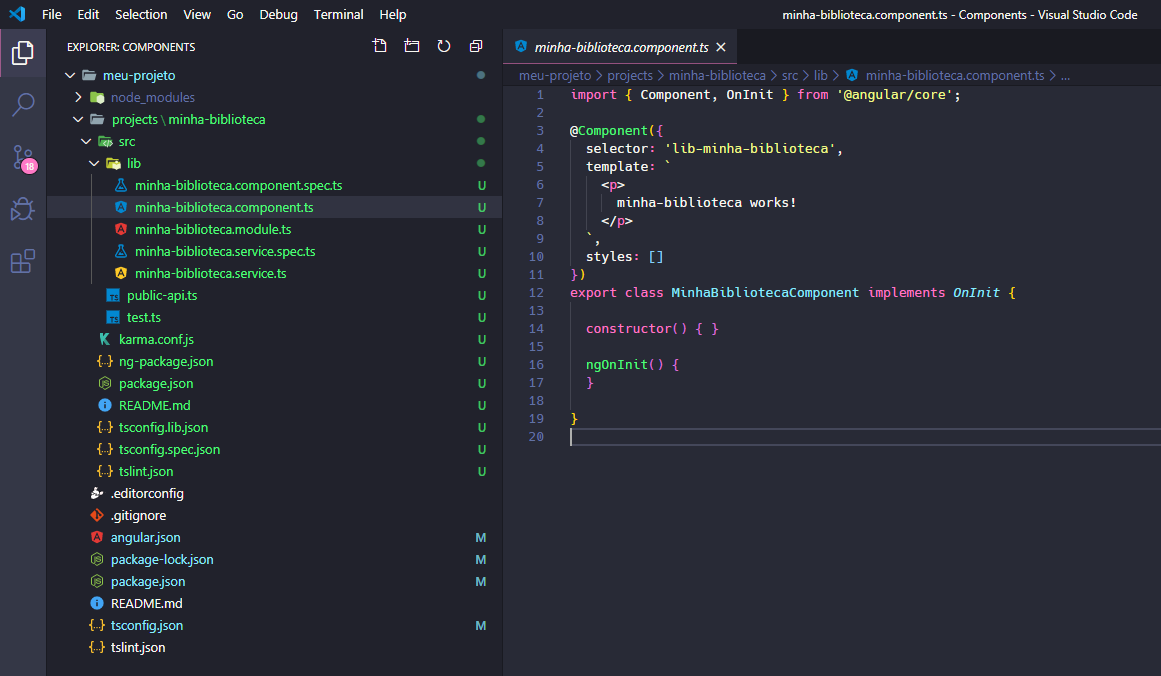 File Edit Selection View Go Debug Terminal Help
minha-biblioteca.component.ts - Components - Visual Studio Code
EXPLORER: COMPONENTS
meu-projeto
node_modules
projects \ minha-biblioteca
src
lib
minha-biblioteca.component.spec.ts U
minha-biblioteca.component.ts U
minha-biblioteca.module.ts U
minha-biblioteca.service.spec.ts U
minha-biblioteca.service.ts U
public-api.ts U
test.ts U
karma.conf.js U
ng-package.json U
package.json U
README.md U
tsconfig.lib.json U
tsconfig.spec.json U
tslint.json U
.editorconfig
.gitignore
angular.json M
package-lock.json M
package.json M
README.md
tsconfig.json M
tslint.json
18
minha-biblioteca.component.ts ×
meu-projeto > projects > minha-biblioteca > src > lib > minha-biblioteca.component.ts > ...
1 import { Component, OnInit } from '@angular/core';
2
3 @Component({
4 selector: 'lib-minha-biblioteca',
5 template: `
6 <p>
7 minha-biblioteca works!
8 </p>
9 `,
10 styles: []
11 })
12 export class MinhaBibliotecaComponent implements OnInit {
13
14 constructor() { }
15
16 ngOnInit() {
17 }
18
19 }
20